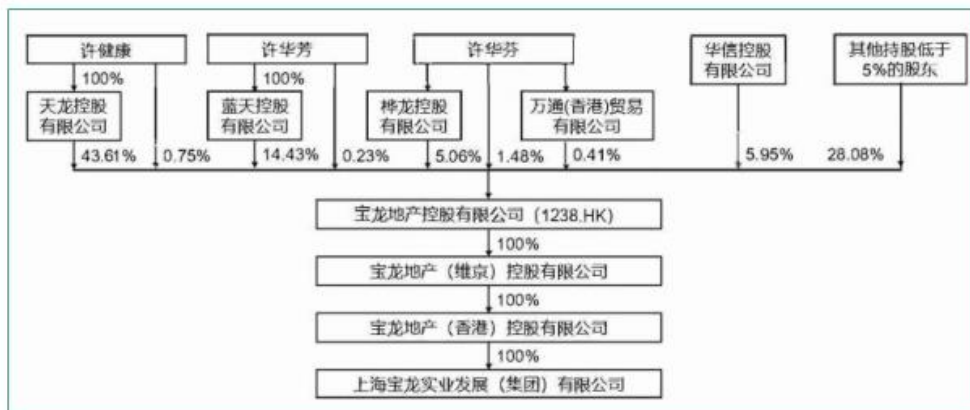 许健康
许华芳
许华芬
华信控股
有限公司
其他持股低于
5%的股东
100%
100%
天龙控股
有限公司
蓝天控股
有限公司
桦龙控股
有限公司
万通(香港)贸易
有限公司
43.61%
0.75%
14.43%
0.23%
5.06%
1.48%
0.41%
5.95%
28.08%
宝龙地产控股有限公司（1238.HK）
100%
宝龙地产（维京）控股有限公司
100%
宝龙地产（香港）控股有限公司
100%
上海宝龙实业发展（集团）有限公司